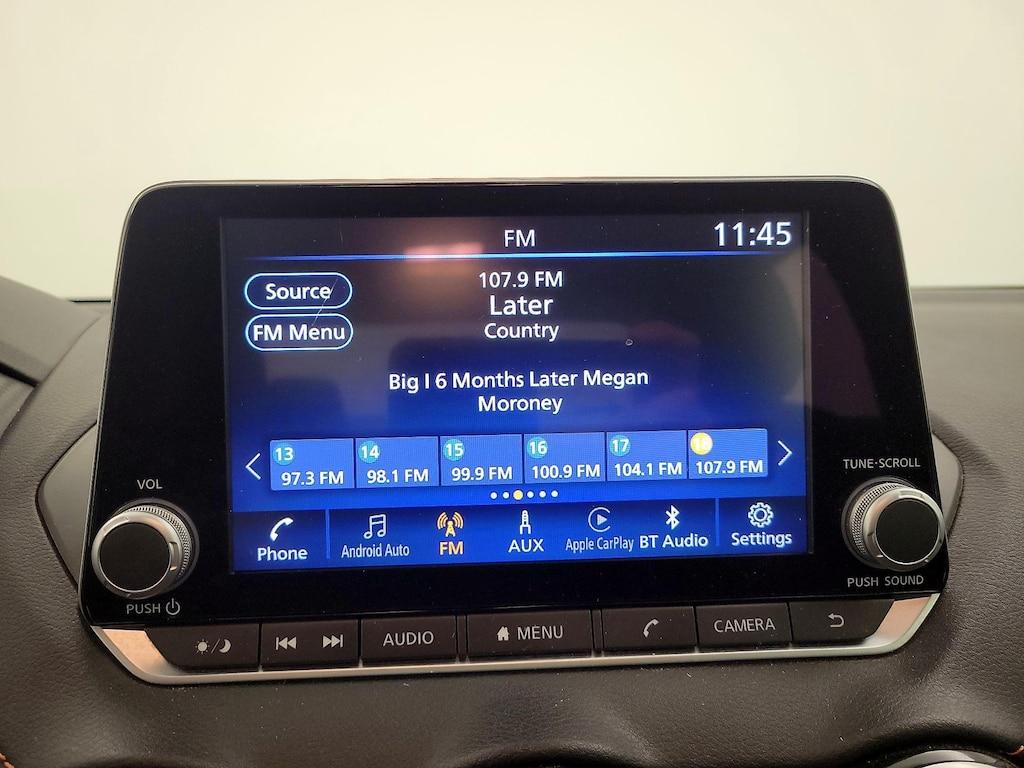 FM 11:45
Source
FM Menu
107.9 FM
Later
Country
Big I 6 Months Later Megan
Moroney
13 14 15 16 17 18
97.3 FM 98.1 FM 99.9 FM 100.9 FM 104.1 FM 107.9 FM
Phone Android Auto FM AUX Apple CarPlay BT Audio Settings
VOL
PUSH
TUNE·SCROLL
PUSH SOUND
AUDIO MENU CAMERA